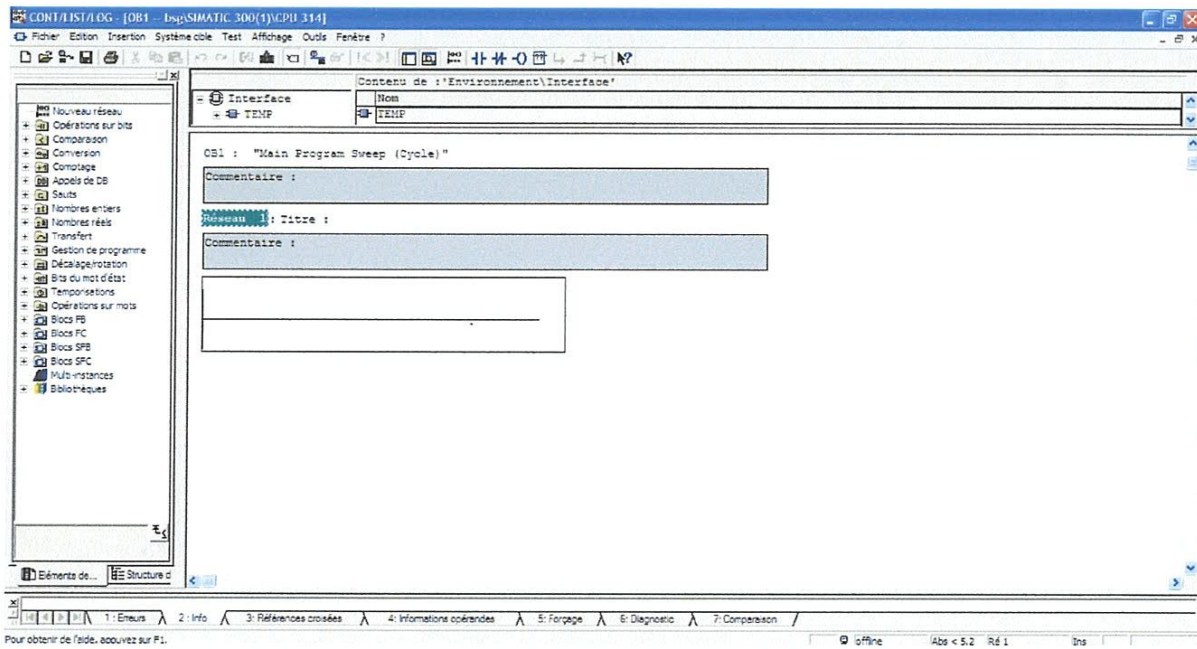 CONT/LIST/LOG - [OB1 -- bsg\SIMATIC 300(1)\CPU 314]
Fichier Edition Insertion Système cible Test Affichage Outils Fenêtre ?
Contenu de :'Environnement\Interface'
Interface
TEMP
Nom
TEMP
Nouveau réseau
Opérations sur bits
Comparaison
Conversion
Comptage
Appels de DB
Sauts
Nombres entiers
Nombres réels
Transfert
Gestion de programme
Décalage/rotation
Bits du mot d'état
Temporisations
Opérations sur mots
Blocs FB
Blocs FC
Blocs SFB
Blocs SFC
Multi-instances
Bibliothèques
OB1 : "Main Program Sweep (Cycle)"
Commentaire :
Réseau 1: Titre :
Commentaire :
Eléments de... Structure d
1: Erreurs 2: Info 3: Références croisées 4: Informations opérandes 5: Forçage 6: Diagnostic 7: Comparaison
Pour obtenir de l'aide, appuyez sur F1. offline Abs < 5.2 Ré 1 Ins